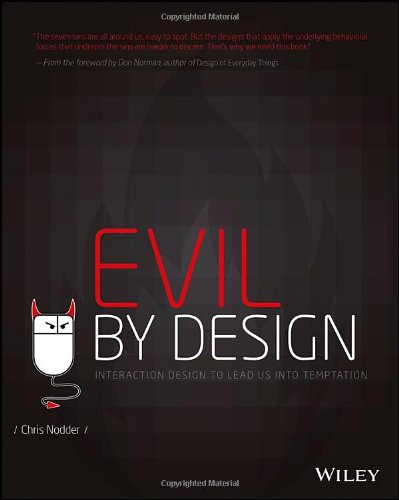 Copyrighted Material
"The seven sins are all around us, easy to spot. But the designs that apply the underlying behavioral
forces that underpin the sins are harder to discern. That's why we need this book."
— From the foreword by Don Norman, author of Design of Everyday Things
EVIL
BY DESIGN
INTERACTION DESIGN TO LEAD US INTO TEMPTATION
/ Chris Nodder /
WILEY
Copyrighted Material